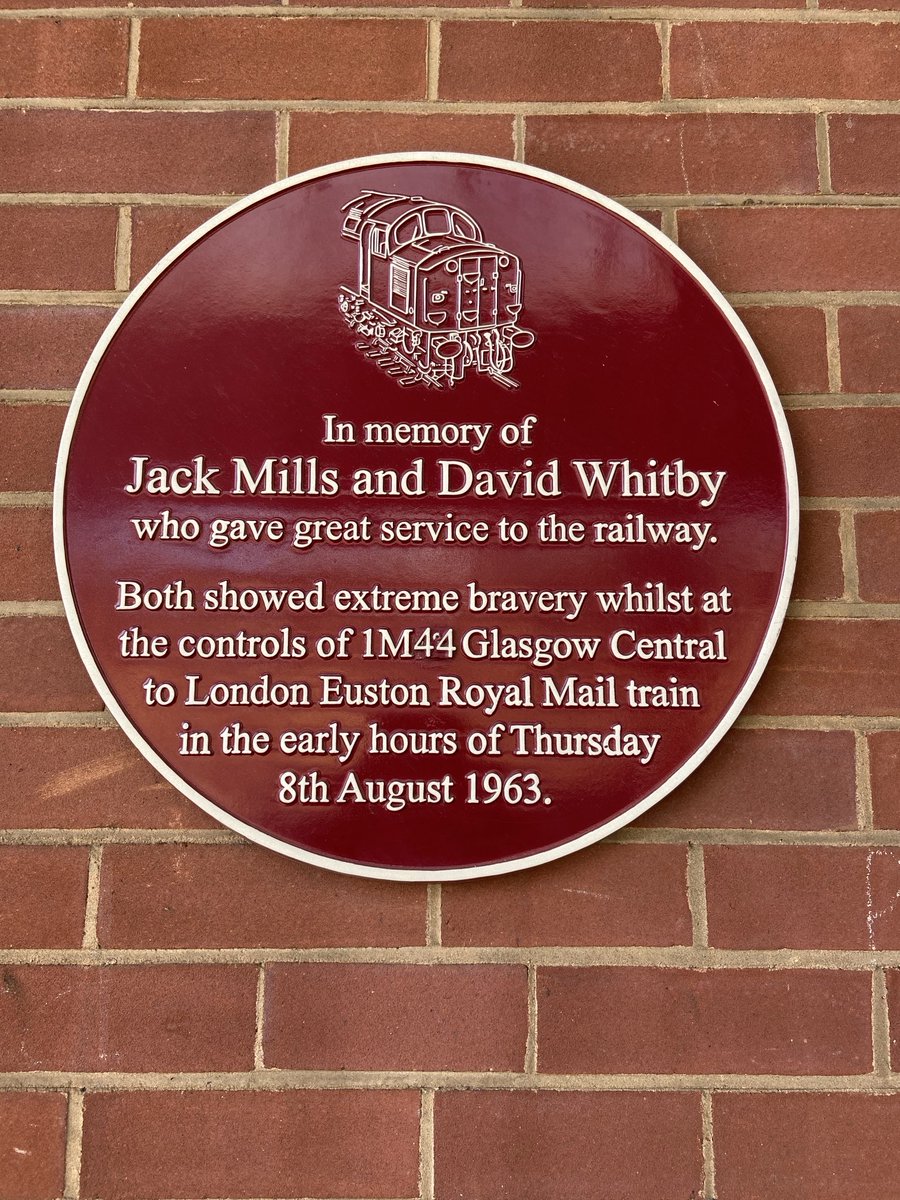 In memory of
Jack Mills and David Whitby
who gave great service to the railway.
Both showed extreme bravery whilst at
the controls of 1M44 Glasgow Central
to London Euston Royal Mail train
in the early hours of Thursday
8th August 1963.